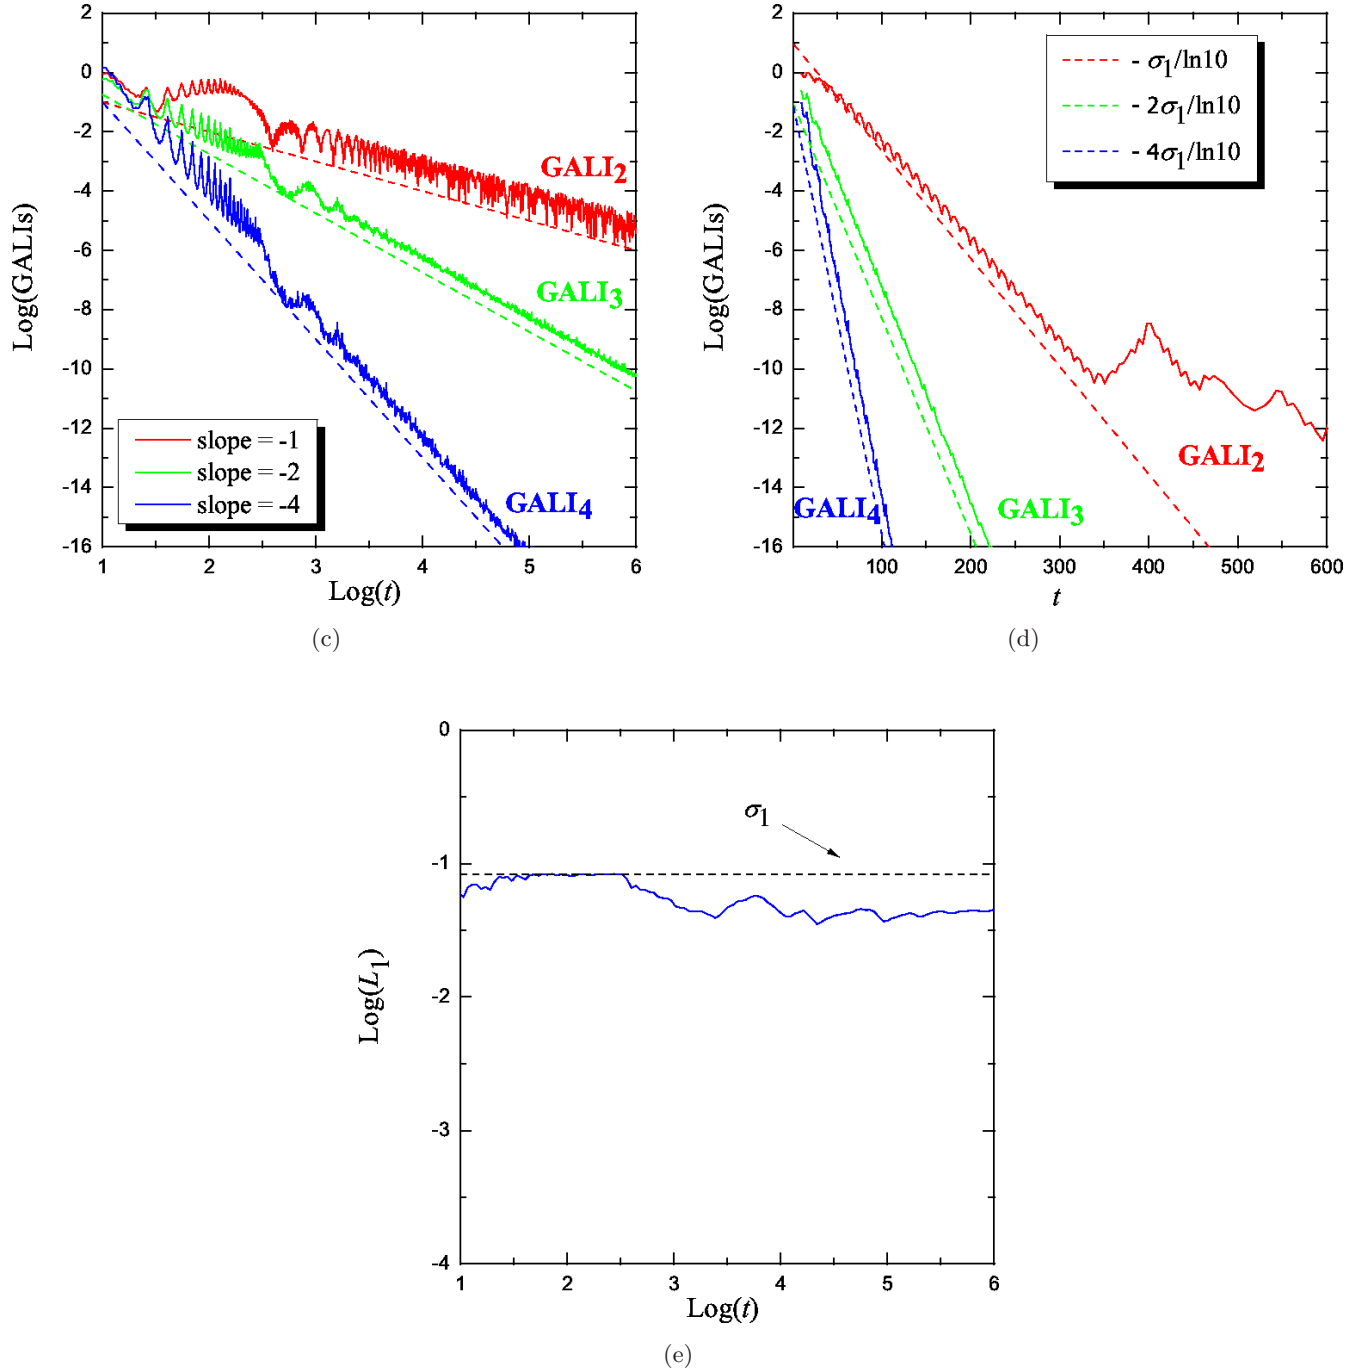 2
0
-2
-4
-6
-8
-10
-12
-14
-16
Log(GALIs)
GALI2
GALI3
GALI4
slope = -1
slope = -2
slope = -4
1 2 3 4 5 6
Log(t)
(c)
2
0
-2
-4
-6
-8
-10
-12
-14
-16
Log(GALIs)
- σ1/ln10
- 2σ1/ln10
- 4σ1/ln10
GALI2
GALI4
GALI3
100 200 300 400 500 600
t
(d)
0
-1
-2
-3
-4
Log(L1)
σ1
1 2 3 4 5 6
Log(t)
(e)